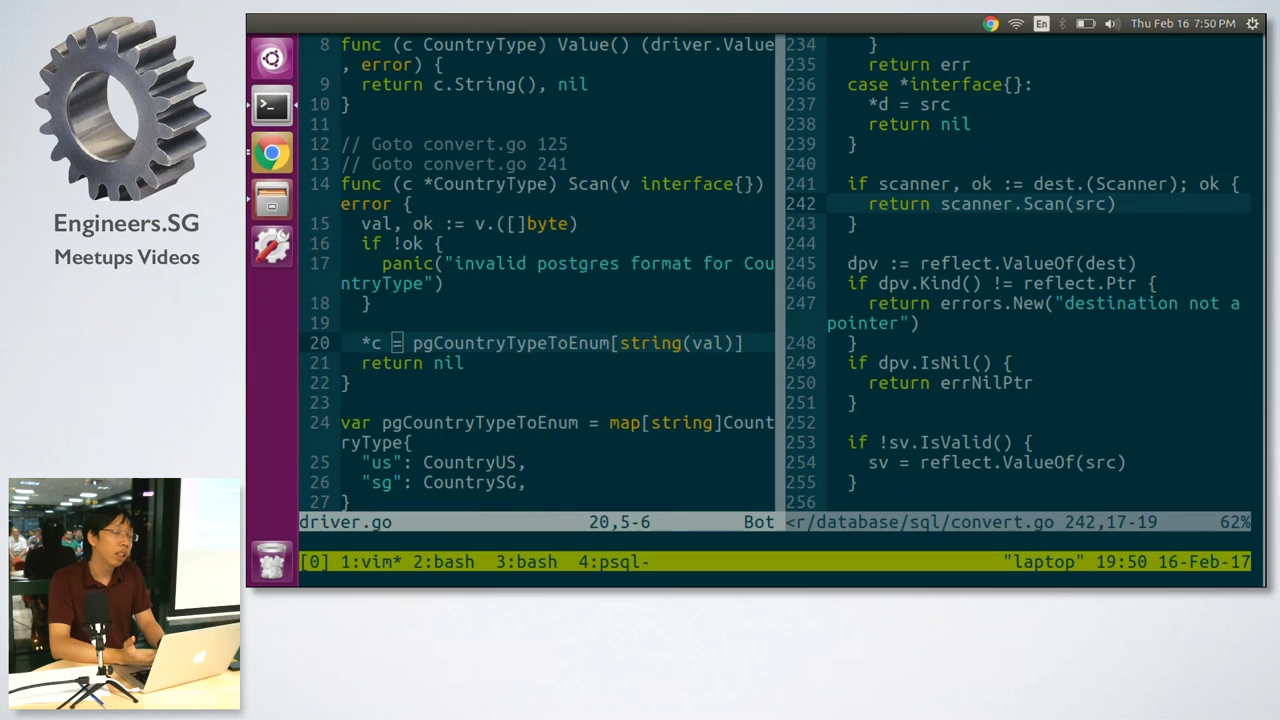 Engineers.SG
Meetups Videos
En
Thu Feb 16 7:50 PM
8 func (c CountryType) Value() (driver.Value
, error) {
9 return c.String(), nil
10 }
11
12 // Goto convert.go 125
13 // Goto convert.go 241
14 func (c *CountryType) Scan(v interface{})
error {
15 val, ok := v.([]byte)
16 if !ok {
17 panic("invalid postgres format for Cou
ntryType")
18 }
19
20 *c = pgCountryTypeToEnum[string(val)]
21 return nil
22 }
23
24 var pgCountryTypeToEnum = map[string]Count
ryType{
25 "us": CountryUS,
26 "sg": CountrySG,
27 }
driver.go 20,5-6 Bot
234 }
235 return err
236 case *interface{}:
237 *d = src
238 return nil
239 }
240
241 if scanner, ok := dest.(Scanner); ok {
242 return scanner.Scan(src)
243 }
244
245 dpv := reflect.ValueOf(dest)
246 if dpv.Kind() != reflect.Ptr {
247 return errors.New("destination not a
pointer")
248 }
249 if dpv.IsNil() {
250 return errNilPtr
251 }
252
253 if !sv.IsValid() {
254 sv = reflect.ValueOf(src)
255 }
256
<r/database/sql/convert.go 242,17-19 62%
[0] 1:vim* 2:bash 3:bash 4:psql- "laptop" 19:50 16-Feb-17